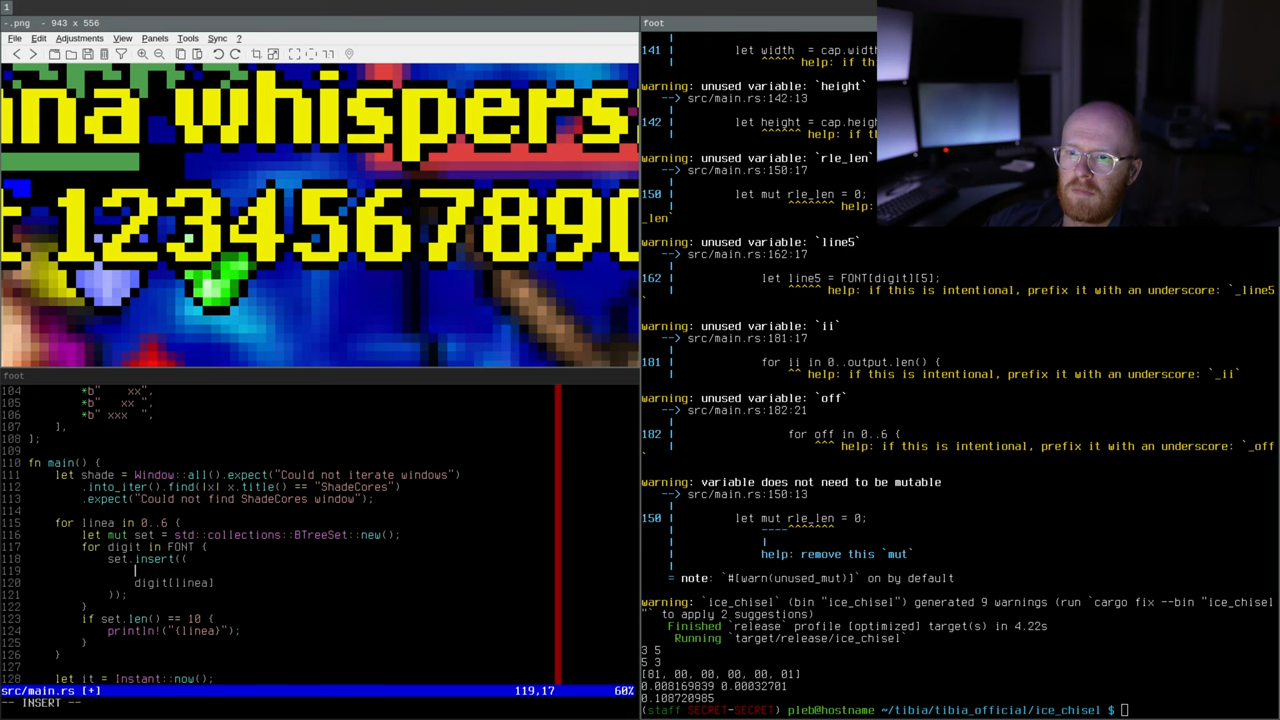 1
-.png - 943 x 556
File Edit Adjustments View Panels Tools Sync ?
na whispers
1234567890
foot
104 *b" xx",
105 *b" xx ",
106 *b" xxx ",
107 ],
108 ];
109
110 fn main() {
111 let shade = Window::all().expect("Could not iterate windows")
112 .into_iter().find(|x| x.title() == "ShadeCores")
113 .expect("Could not find ShadeCores window");
114
115 for linea in 0..6 {
116 let mut set = std::collections::BTreeSet::new();
117 for digit in FONT {
118 set.insert((
119
120 digit[linea]
121 ));
122 }
123 if set.len() == 10 {
124 println!("{linea}");
125 }
126 }
127
128 let it = Instant::now();
src/main.rs [+] 119,17 60%
-- INSERT --
foot
141 let width = cap.width
^^^^^ help: if this
warning: unused variable: `height`
--> src/main.rs:142:13
142 let height = cap.heigh
^^^^^^ help: if th
warning: unused variable: `rle_len`
--> src/main.rs:150:17
150 let mut rle_len = 0;
^^^^^^^ help:
_len`
warning: unused variable: `line5`
--> src/main.rs:162:17
162 let line5 = FONT[digit][5];
^^^^^ help: if this is intentional, prefix it with an underscore: `_line5
`
warning: unused variable: `ii`
--> src/main.rs:181:17
181 for ii in 0..output.len() {
^^ help: if this is intentional, prefix it with an underscore: `_ii`
warning: unused variable: `off`
--> src/main.rs:182:21
182 for off in 0..6 {
^^^ help: if this is intentional, prefix it with an underscore: `_off
`
warning: variable does not need to be mutable
--> src/main.rs:150:13
150 let mut rle_len = 0;
----^^^^^^^
|
help: remove this `mut`
= note: `#[warn(unused_mut)]` on by default
warning: `ice_chisel` (bin "ice_chisel") generated 9 warnings (run `cargo fix --bin "ice_chisel
"` to apply 2 suggestions)
Finished `release` profile [optimized] target(s) in 4.22s
Running `target/release/ice_chisel`
3 5
5 3
[81, 00, 00, 00, 00, 01]
0.008169839 0.00032701
0.108720985
(staff SECRET-SECRET) pleb@hostname ~/tibia/tibia_official/ice_chisel $